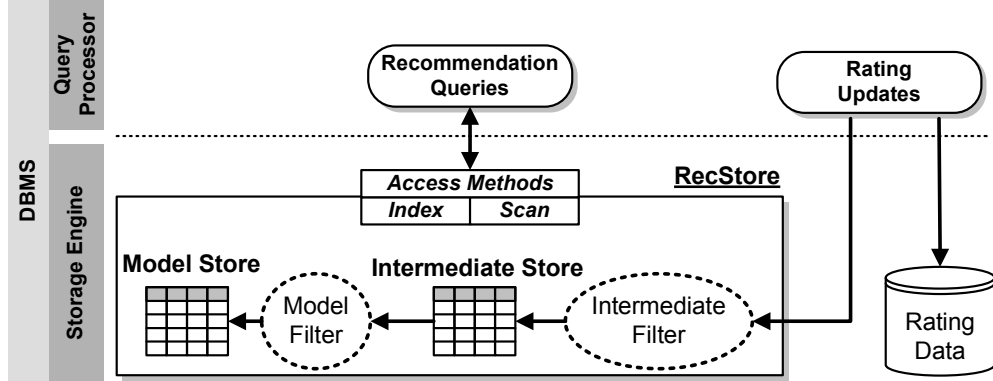 DBMS
Query
Processor
Storage Engine
Recommendation
Queries
Rating
Updates
RecStore
Access Methods
Index
Scan
Model Store
Intermediate Store
Model
Filter
Intermediate
Filter
Rating
Data